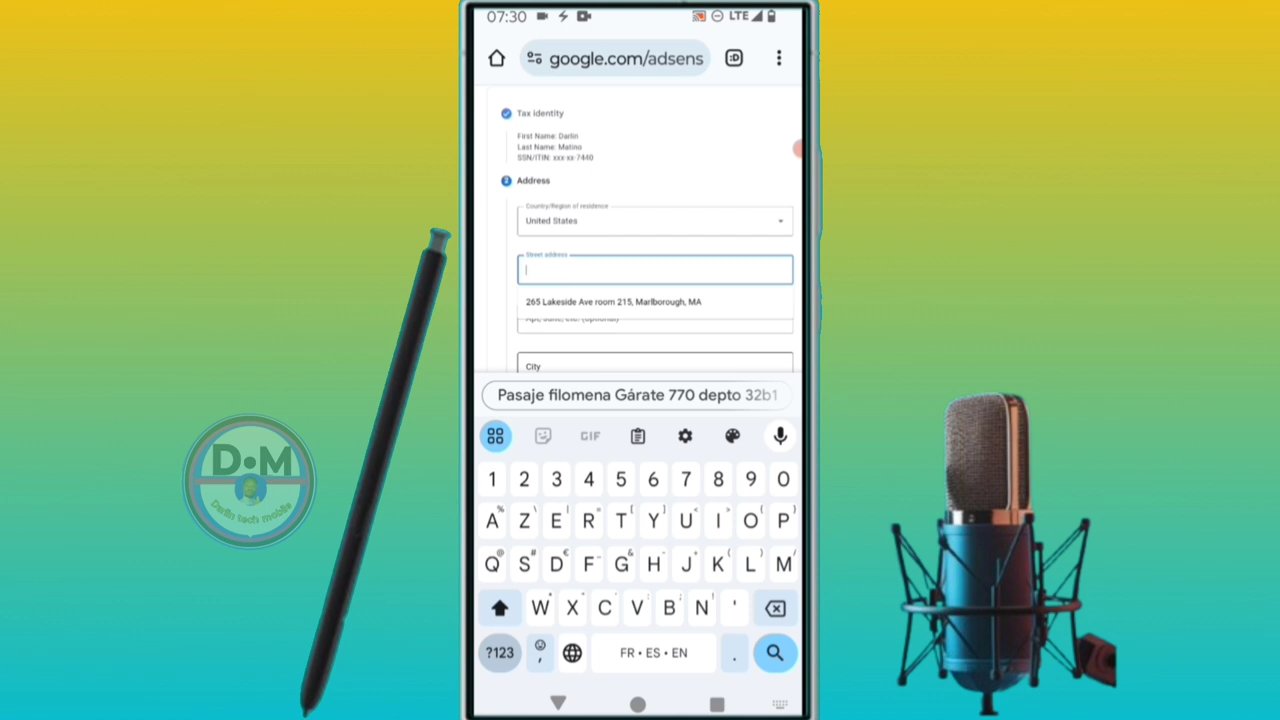 07:30
LTE
google.com/adsens
:D
Tax identity
First Name: Darlin
Last Name: Matino
SSN/ITIN: xxx-xx-7440
Address
Country/Region of residence
United States
Street address
265 Lakeside Ave room 215, Marlborough, MA
Apt, suite, etc. (optional)
City
Pasaje filomena Gárate 770 depto 32b1
GIF
1 2 3 4 5 6 7 8 9 0
A Z E R T Y U I O P
Q S D F G H J K L M
W X C V B N '
?123 , FR • ES • EN .
D•M
Darlin tech mobile